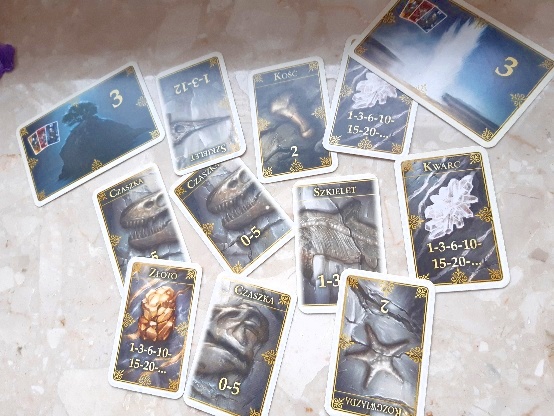 3
1-3-12
SZKIELET
KOŚĆ
2
1-3-6-10-
15-20-...
3
CZASZKA
5
CZASZKA
0-5
SZKIELET
1-3
KWARC
1-3-6-10-
15-20-...
ZŁOTO
1-3-6-10-
15-20-...
CZASZKA
0-5
2
ROZGWIAZDA